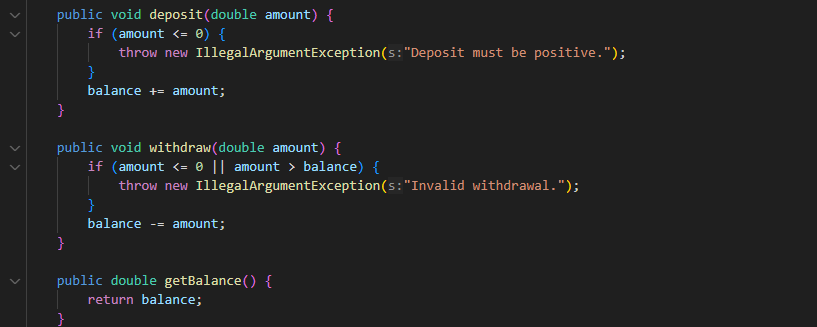 public void deposit(double amount) {
if (amount <= 0) {
throw new IllegalArgumentException(s:"Deposit must be positive.");
}
balance += amount;
}
public void withdraw(double amount) {
if (amount <= 0 || amount > balance) {
throw new IllegalArgumentException(s:"Invalid withdrawal.");
}
balance -= amount;
}
public double getBalance() {
return balance;
}